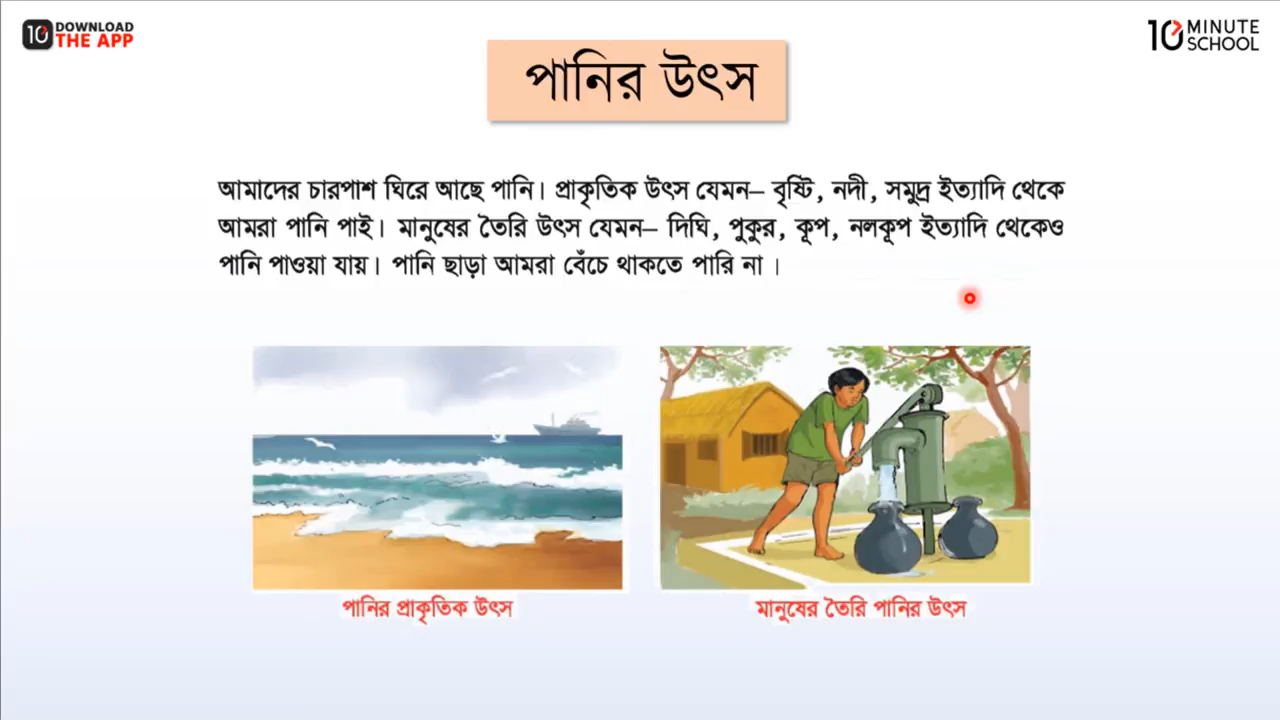 DOWNLOAD
THE APP
10 MINUTE
SCHOOL
পানির উৎস
আমাদের চারপাশ ঘিরে আছে পানি। প্রাকৃতিক উৎস যেমন– বৃষ্টি, নদী, সমুদ্র ইত্যাদি থেকে
আমরা পানি পাই। মানুষের তৈরি উৎস যেমন– দিঘি, পুকুর, কূপ, নলকূপ ইত্যাদি থেকেও
পানি পাওয়া যায়। পানি ছাড়া আমরা বেঁচে থাকতে পারি না ।
পানির প্রাকৃতিক উৎস
মানুষের তৈরি পানির উৎস